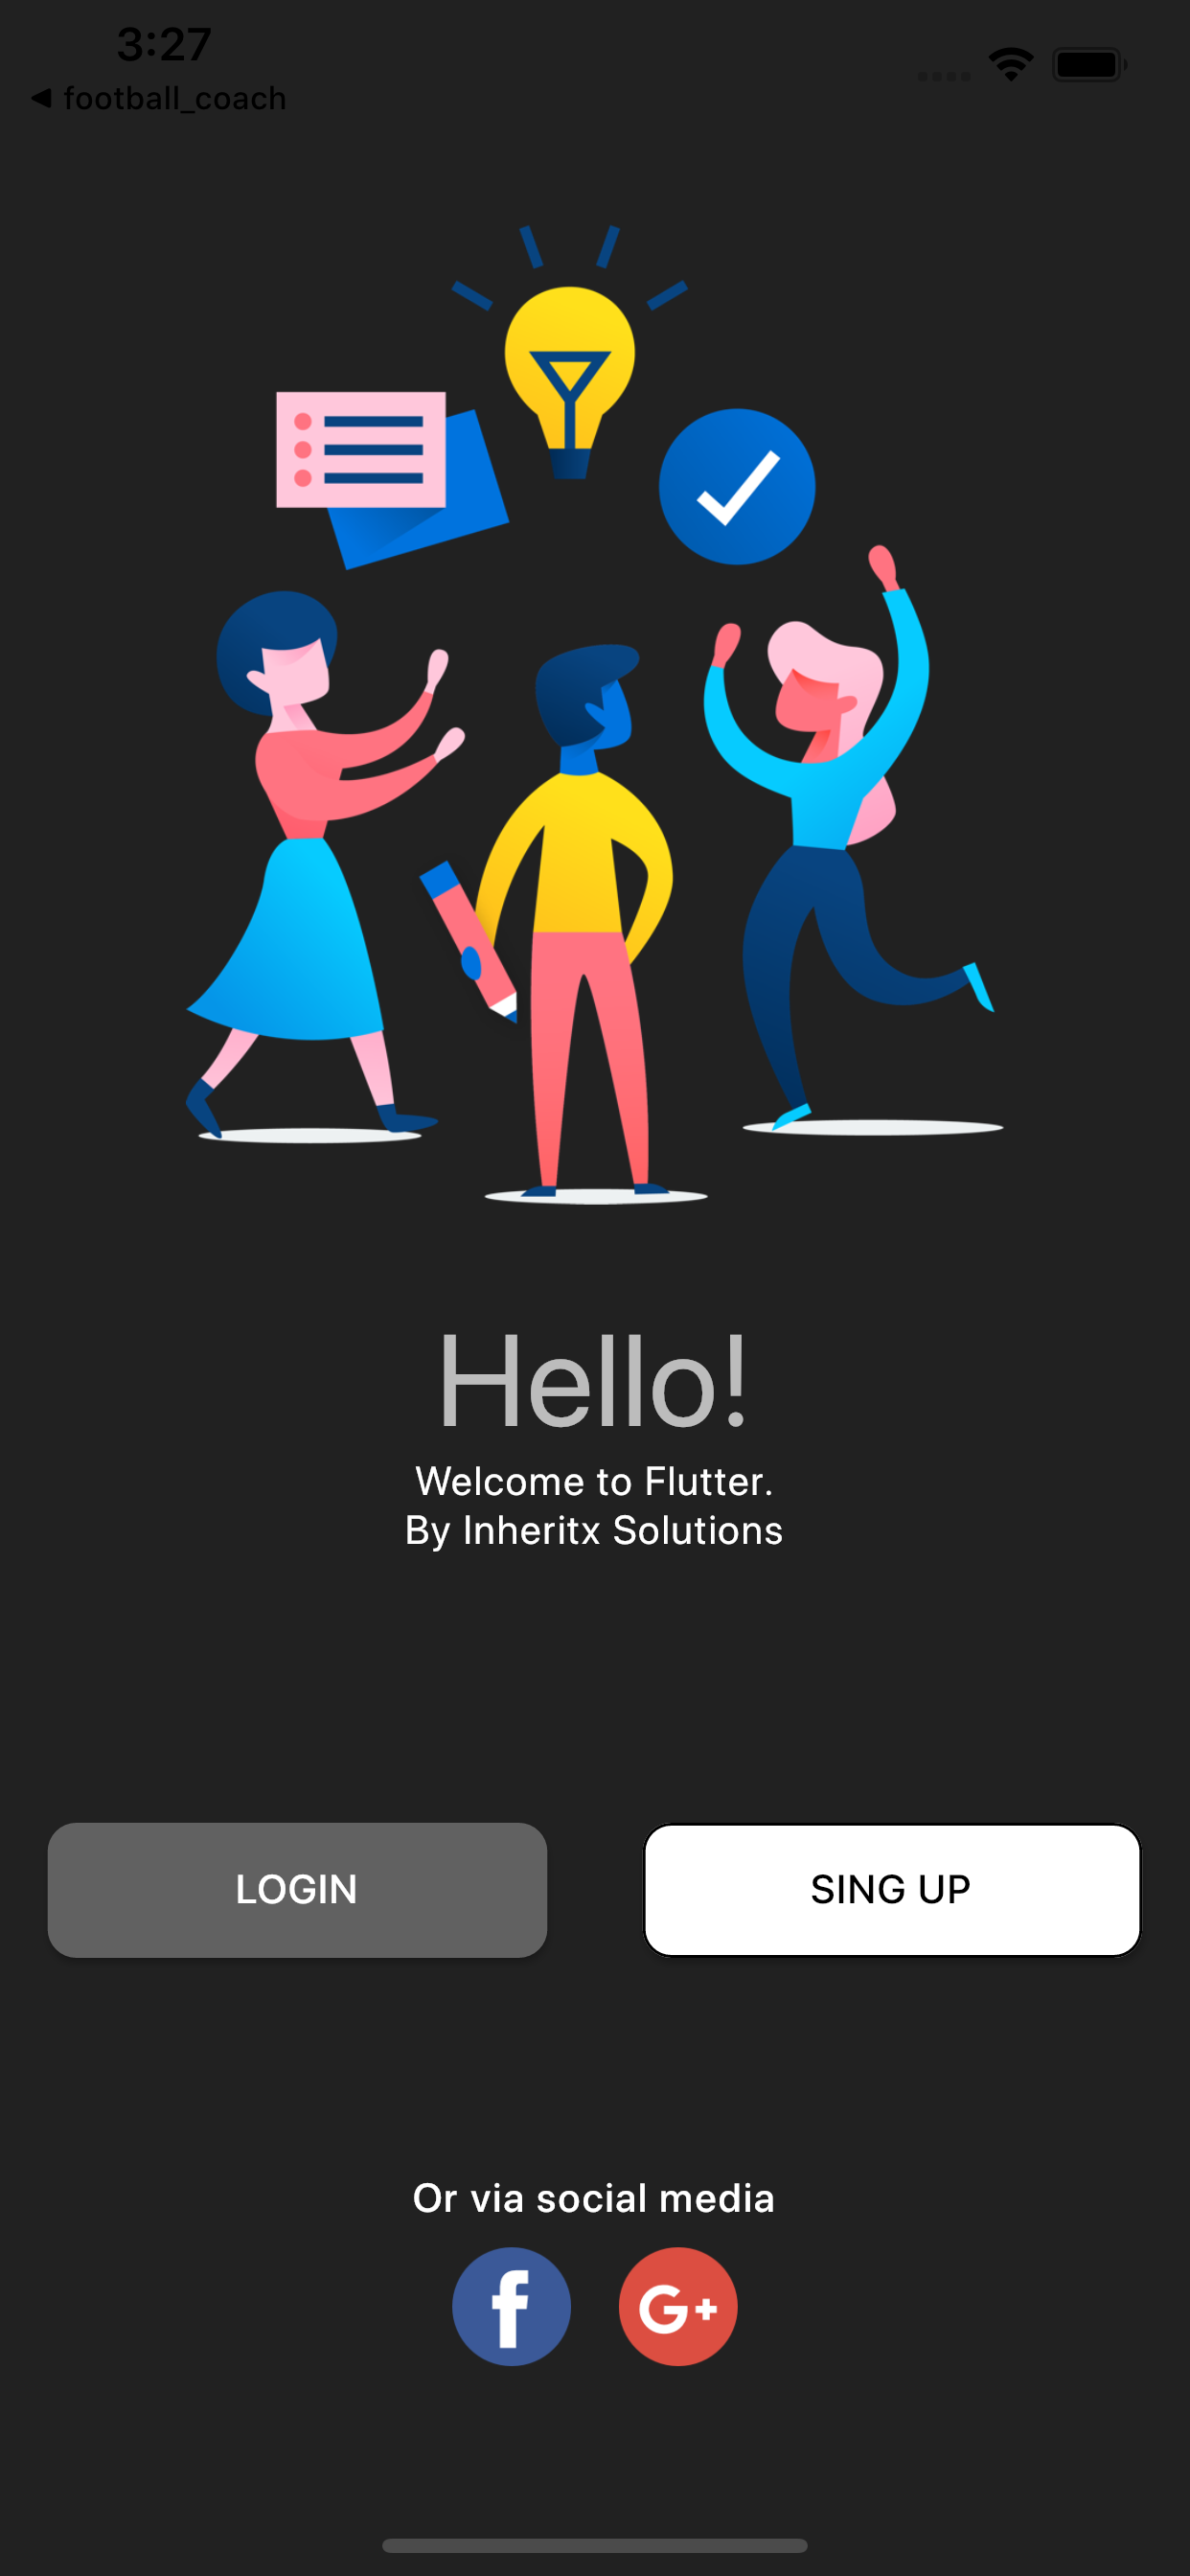 3:27
◀ football_coach
Hello!
Welcome to Flutter.
By Inheritx Solutions
LOGIN
SING UP
Or via social media
f
G+